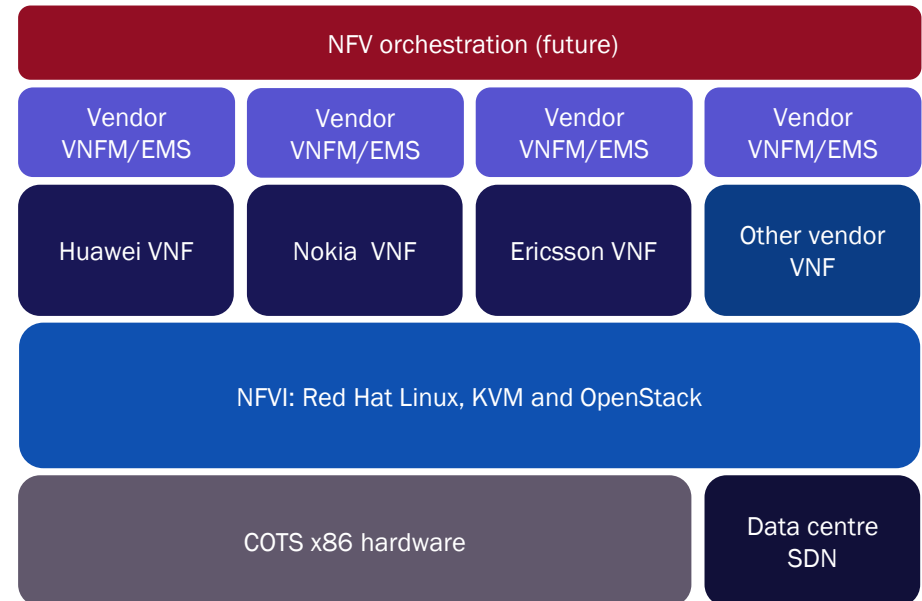 NFV orchestration (future)
Vendor
VNFM/EMS
Vendor
VNFM/EMS
Vendor
VNFM/EMS
Vendor
VNFM/EMS
Huawei VNF
Nokia VNF
Ericsson VNF
Other vendor
VNF
NFVI: Red Hat Linux, KVM and OpenStack
COTS x86 hardware
Data centre
SDN